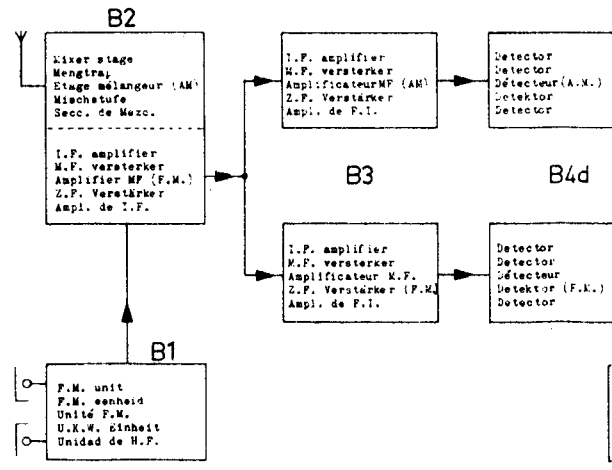 B2
Mixer stage
Mengtrap
Etage mélangeur (AM)
Mischstufe
Secc. de Mezc.
I.F. amplifier
M.F. versterker
Amplifier MF (F.M.)
Z.F. Verstärker
Ampl. de I.F.
I.F. amplifier
M.F. versterker
Amplificateur MF (AM)
Z.F. Verstärker
Ampl. de F.I.
Detector
Detector
Détecteur (A.M.)
Detektor
Detector
B3
B4d
I.F. amplifier
M.F. versterker
Amplificateur M.F.
Z.F. Verstärker (F.M.)
Ampl. de F.I.
Detector
Detector
Détecteur
Detektor (F.M.)
Detector
B1
F.M. unit
F.M. eenheid
Unité F.M.
U.K.W. Einheit
Unidad de H.F.